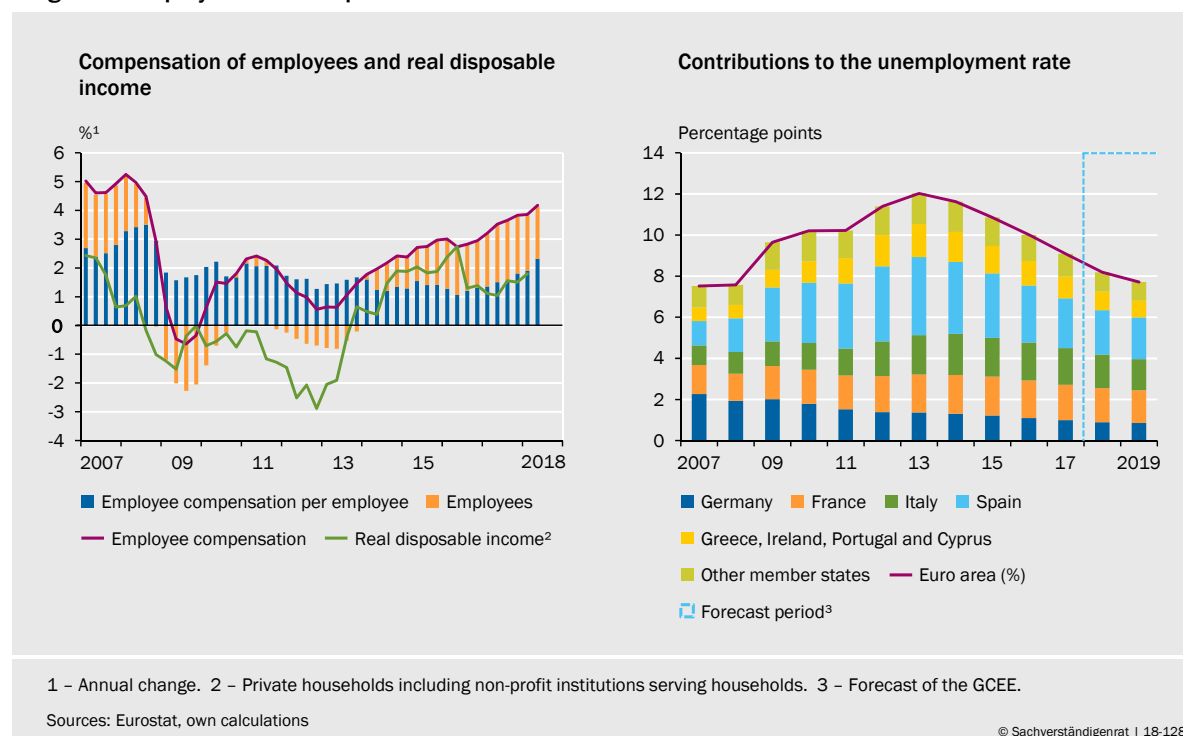 Compensation of employees and real disposable
income
%¹
6
5
4
3
2
1
0
-1
-2
-3
-4
2007 09 11 13 15 2018
Employee compensation per employee Employees
Employee compensation Real disposable income²
Contributions to the unemployment rate
Percentage points
14
12
10
8
6
4
2
0
2007 09 11 13 15 17 2019
Germany France Italy Spain
Greece, Ireland, Portugal and Cyprus
Other member states Euro area (%)
Forecast period³
1 – Annual change. 2 – Private households including non-profit institutions serving households. 3 – Forecast of the GCEE.
Sources: Eurostat, own calculations
© Sachverständigenrat | 18-128